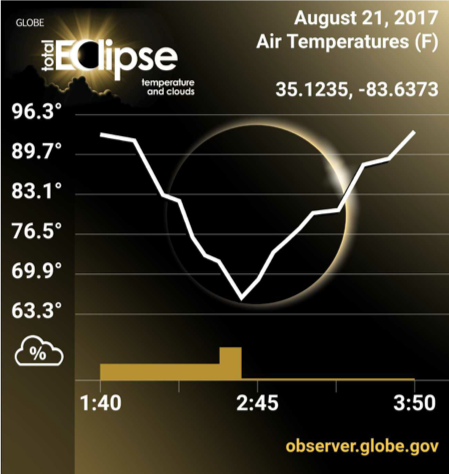 GLOBE
total Eclipse
temperature
and clouds
August 21, 2017
Air Temperatures (F)
35.1235, -83.6373
96.3°
89.7°
83.1°
76.5°
69.9°
63.3°
%
1:40
2:45
3:50
observer.globe.gov